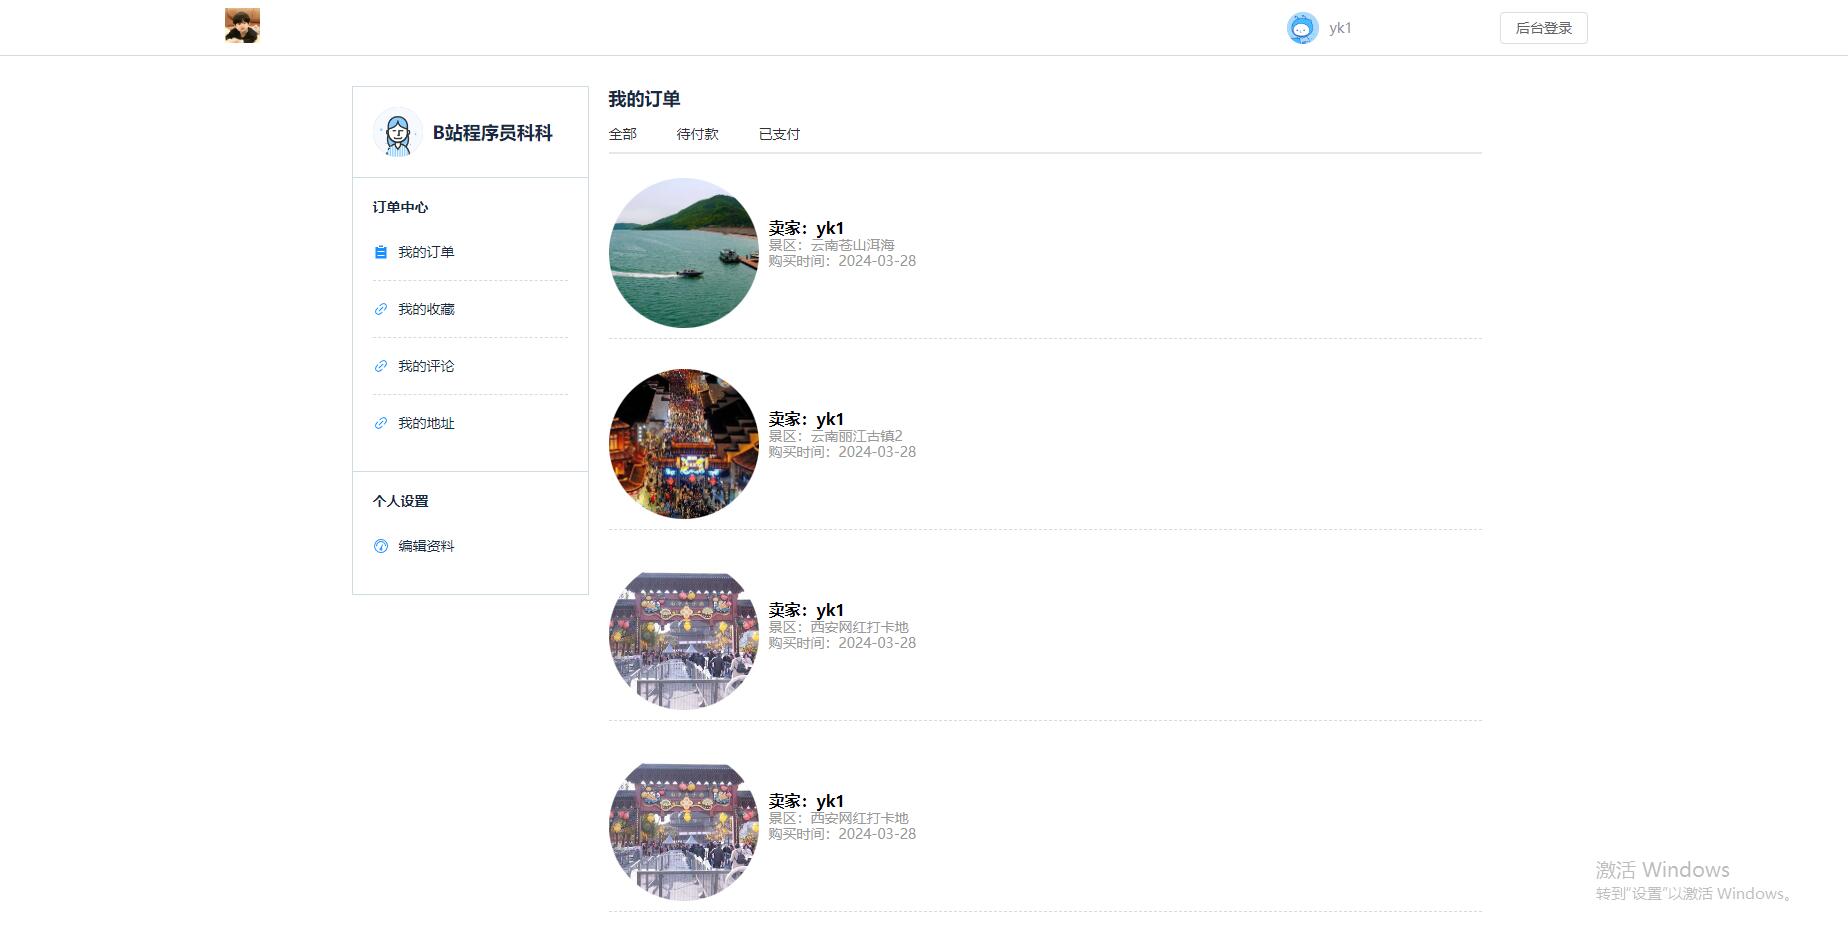 yk1
后台登录
B站程序员科科
订单中心
我的订单
我的收藏
我的评论
我的地址
个人设置
编辑资料
我的订单
全部 待付款 已支付
卖家：yk1
景区：云南苍山洱海
购买时间：2024-03-28
卖家：yk1
景区：云南丽江古镇2
购买时间：2024-03-28
卖家：yk1
景区：西安网红打卡地
购买时间：2024-03-28
卖家：yk1
景区：西安网红打卡地
购买时间：2024-03-28
激活 Windows
转到"设置"以激活 Windows。